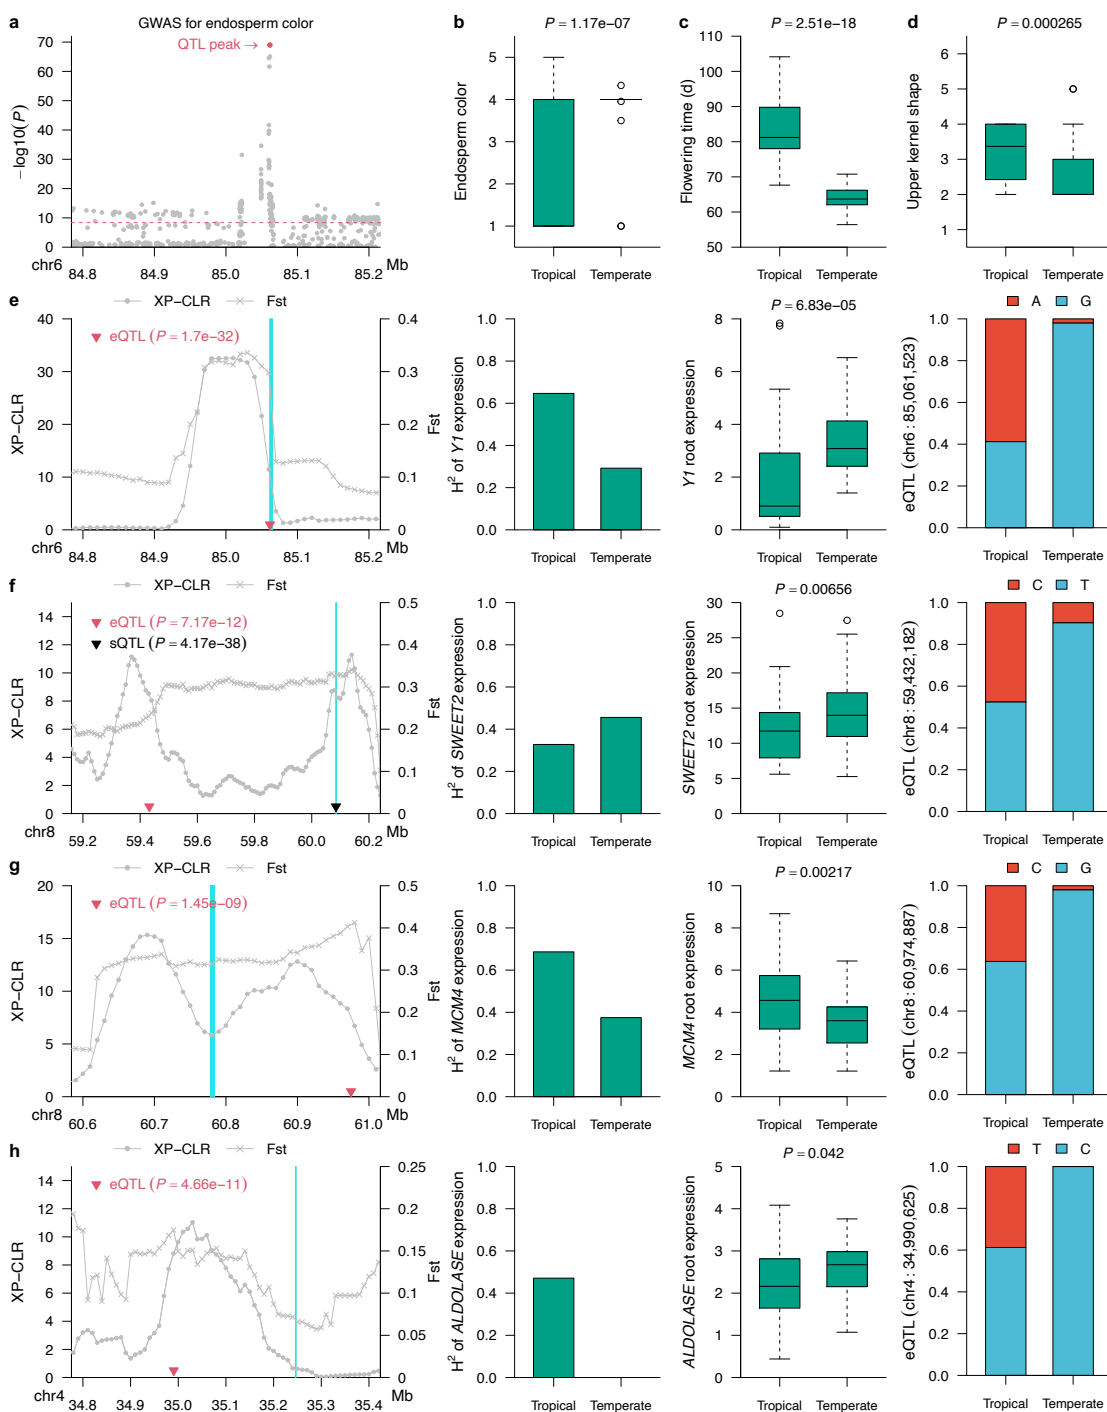 a
GWAS for endosperm color
QTL peak →
−log10(P)
70
60
50
40
30
20
10
0
chr6
84.8
84.9
85.0
85.1
85.2
Mb
b
P = 1.17e−07
Endosperm color
5
4
3
2
1
Tropical
Temperate
c
P = 2.51e−18
Flowering time (d)
110
100
90
80
70
60
50
Tropical
Temperate
d
P = 0.000265
Upper kernel shape
6
5
4
3
2
1
Tropical
Temperate
e
XP−CLR
Fst
eQTL (P = 1.7e−32)
XP−CLR
40
30
20
10
0
0.4
0.3
0.2
0.1
0
Fst
chr6
84.8
84.9
85.0
85.1
85.2
Mb
H² of Y1 expression
1.0
0.8
0.6
0.4
0.2
0.0
Tropical
Temperate
P = 6.83e−05
Y1 root expression
8
6
4
2
0
Tropical
Temperate
A
G
eQTL (chr6 : 85,061,523)
1.0
0.8
0.6
0.4
0.2
0.0
Tropical
Temperate
f
XP−CLR
Fst
eQTL (P = 7.17e−12)
sQTL (P = 4.17e−38)
XP−CLR
14
12
10
8
6
4
2
0
0.5
0.4
0.3
0.2
0.1
0
Fst
chr8
59.2
59.4
59.6
59.8
60.0
60.2
Mb
H² of SWEET2 expression
1.0
0.8
0.6
0.4
0.2
0.0
Tropical
Temperate
P = 0.00656
SWEET2 root expression
30
25
20
15
10
5
0
Tropical
Temperate
C
T
eQTL (chr8 : 59,432,182)
1.0
0.8
0.6
0.4
0.2
0.0
Tropical
Temperate
g
XP−CLR
Fst
eQTL (P = 1.45e−09)
XP−CLR
20
15
10
5
0
0.5
0.4
0.3
0.2
0.1
0
Fst
chr8
60.6
60.7
60.8
60.9
61.0
Mb
H² of MCM4 expression
1.0
0.8
0.6
0.4
0.2
0.0
Tropical
Temperate
P = 0.00217
MCM4 root expression
10
8
6
4
2
0
Tropical
Temperate
C
G
eQTL (chr8 : 60,974,887)
1.0
0.8
0.6
0.4
0.2
0.0
Tropical
Temperate
h
XP−CLR
Fst
eQTL (P = 4.66e−11)
XP−CLR
14
12
10
8
6
4
2
0
0.25
0.2
0.15
0.1
0.05
0
Fst
chr4
34.8
34.9
35.0
35.1
35.2
35.3
35.4
Mb
H² of ALDOLASE expression
1.0
0.8
0.6
0.4
0.2
0.0
Tropical
Temperate
P = 0.042
ALDOLASE root expression
5
4
3
2
1
0
Tropical
Temperate
T
C
eQTL (chr4 : 34,990,625)
1.0
0.8
0.6
0.4
0.2
0.0
Tropical
Temperate